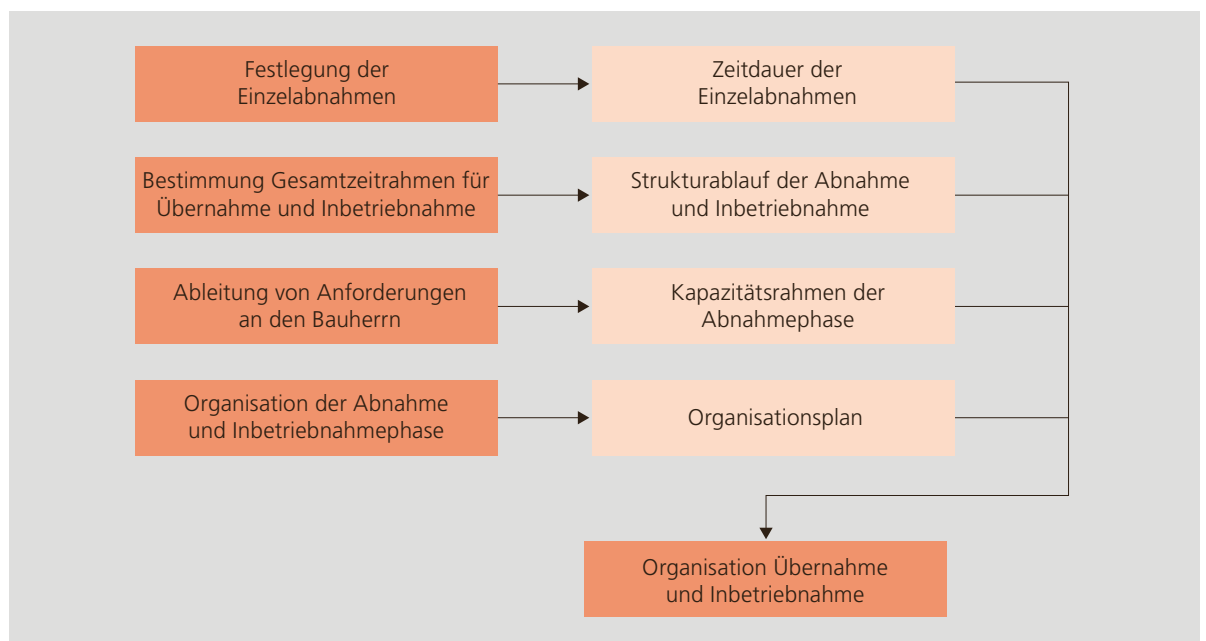 Festlegung der
Einzelabnahmen
Zeitdauer der
Einzelabnahmen
Bestimmung Gesamtzeitrahmen für
Übernahme und Inbetriebnahme
Strukturablauf der Abnahme
und Inbetriebnahme
Ableitung von Anforderungen
an den Bauherrn
Kapazitätsrahmen der
Abnahmephase
Organisation der Abnahme
und Inbetriebnahmephase
Organisationsplan
Organisation Übernahme
und Inbetriebnahme